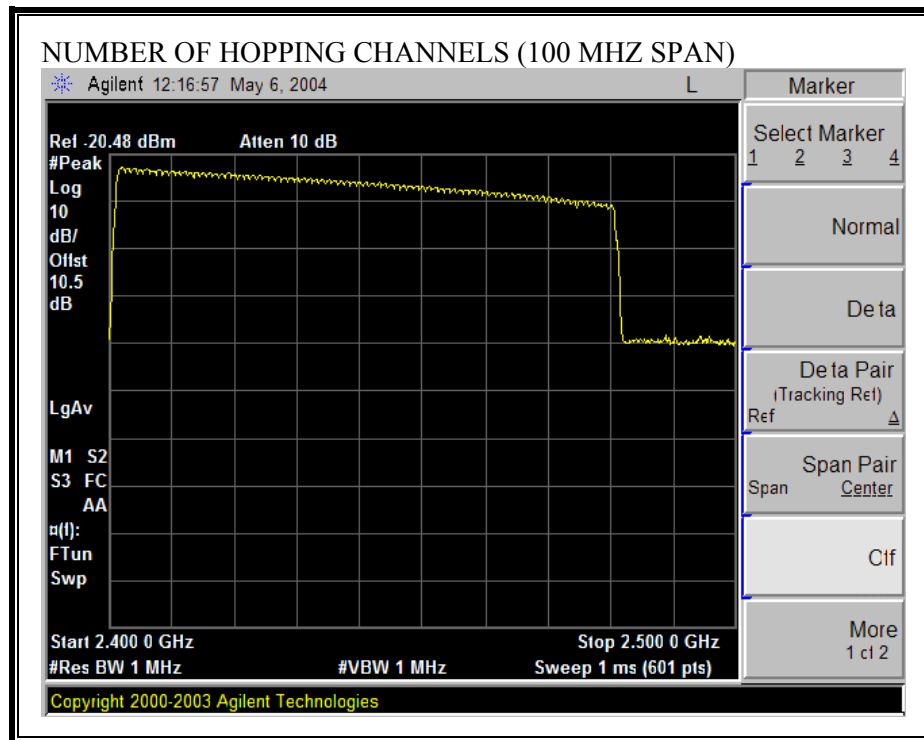 NUMBER OF HOPPING CHANNELS (100 MHZ SPAN)
Agilent 12:16:57 May 6, 2004 L
Marker
Ref -20.48 dBm Atten 10 dB
#Peak
Log
10
dB/
Offst
10.5
dB
LgAv
M1 S2
S3 FC
AA
¤(f):
FTun
Swp
Start 2.400 0 GHz Stop 2.500 0 GHz
#Res BW 1 MHz #VBW 1 MHz Sweep 1 ms (601 pts)
Copyright 2000-2003 Agilent Technologies
Select Marker
1 2 3 4
Normal
Delta
Delta Pair
(Tracking Ref)
Ref Δ
Span Pair
Span Center
Off
More
1 of 2